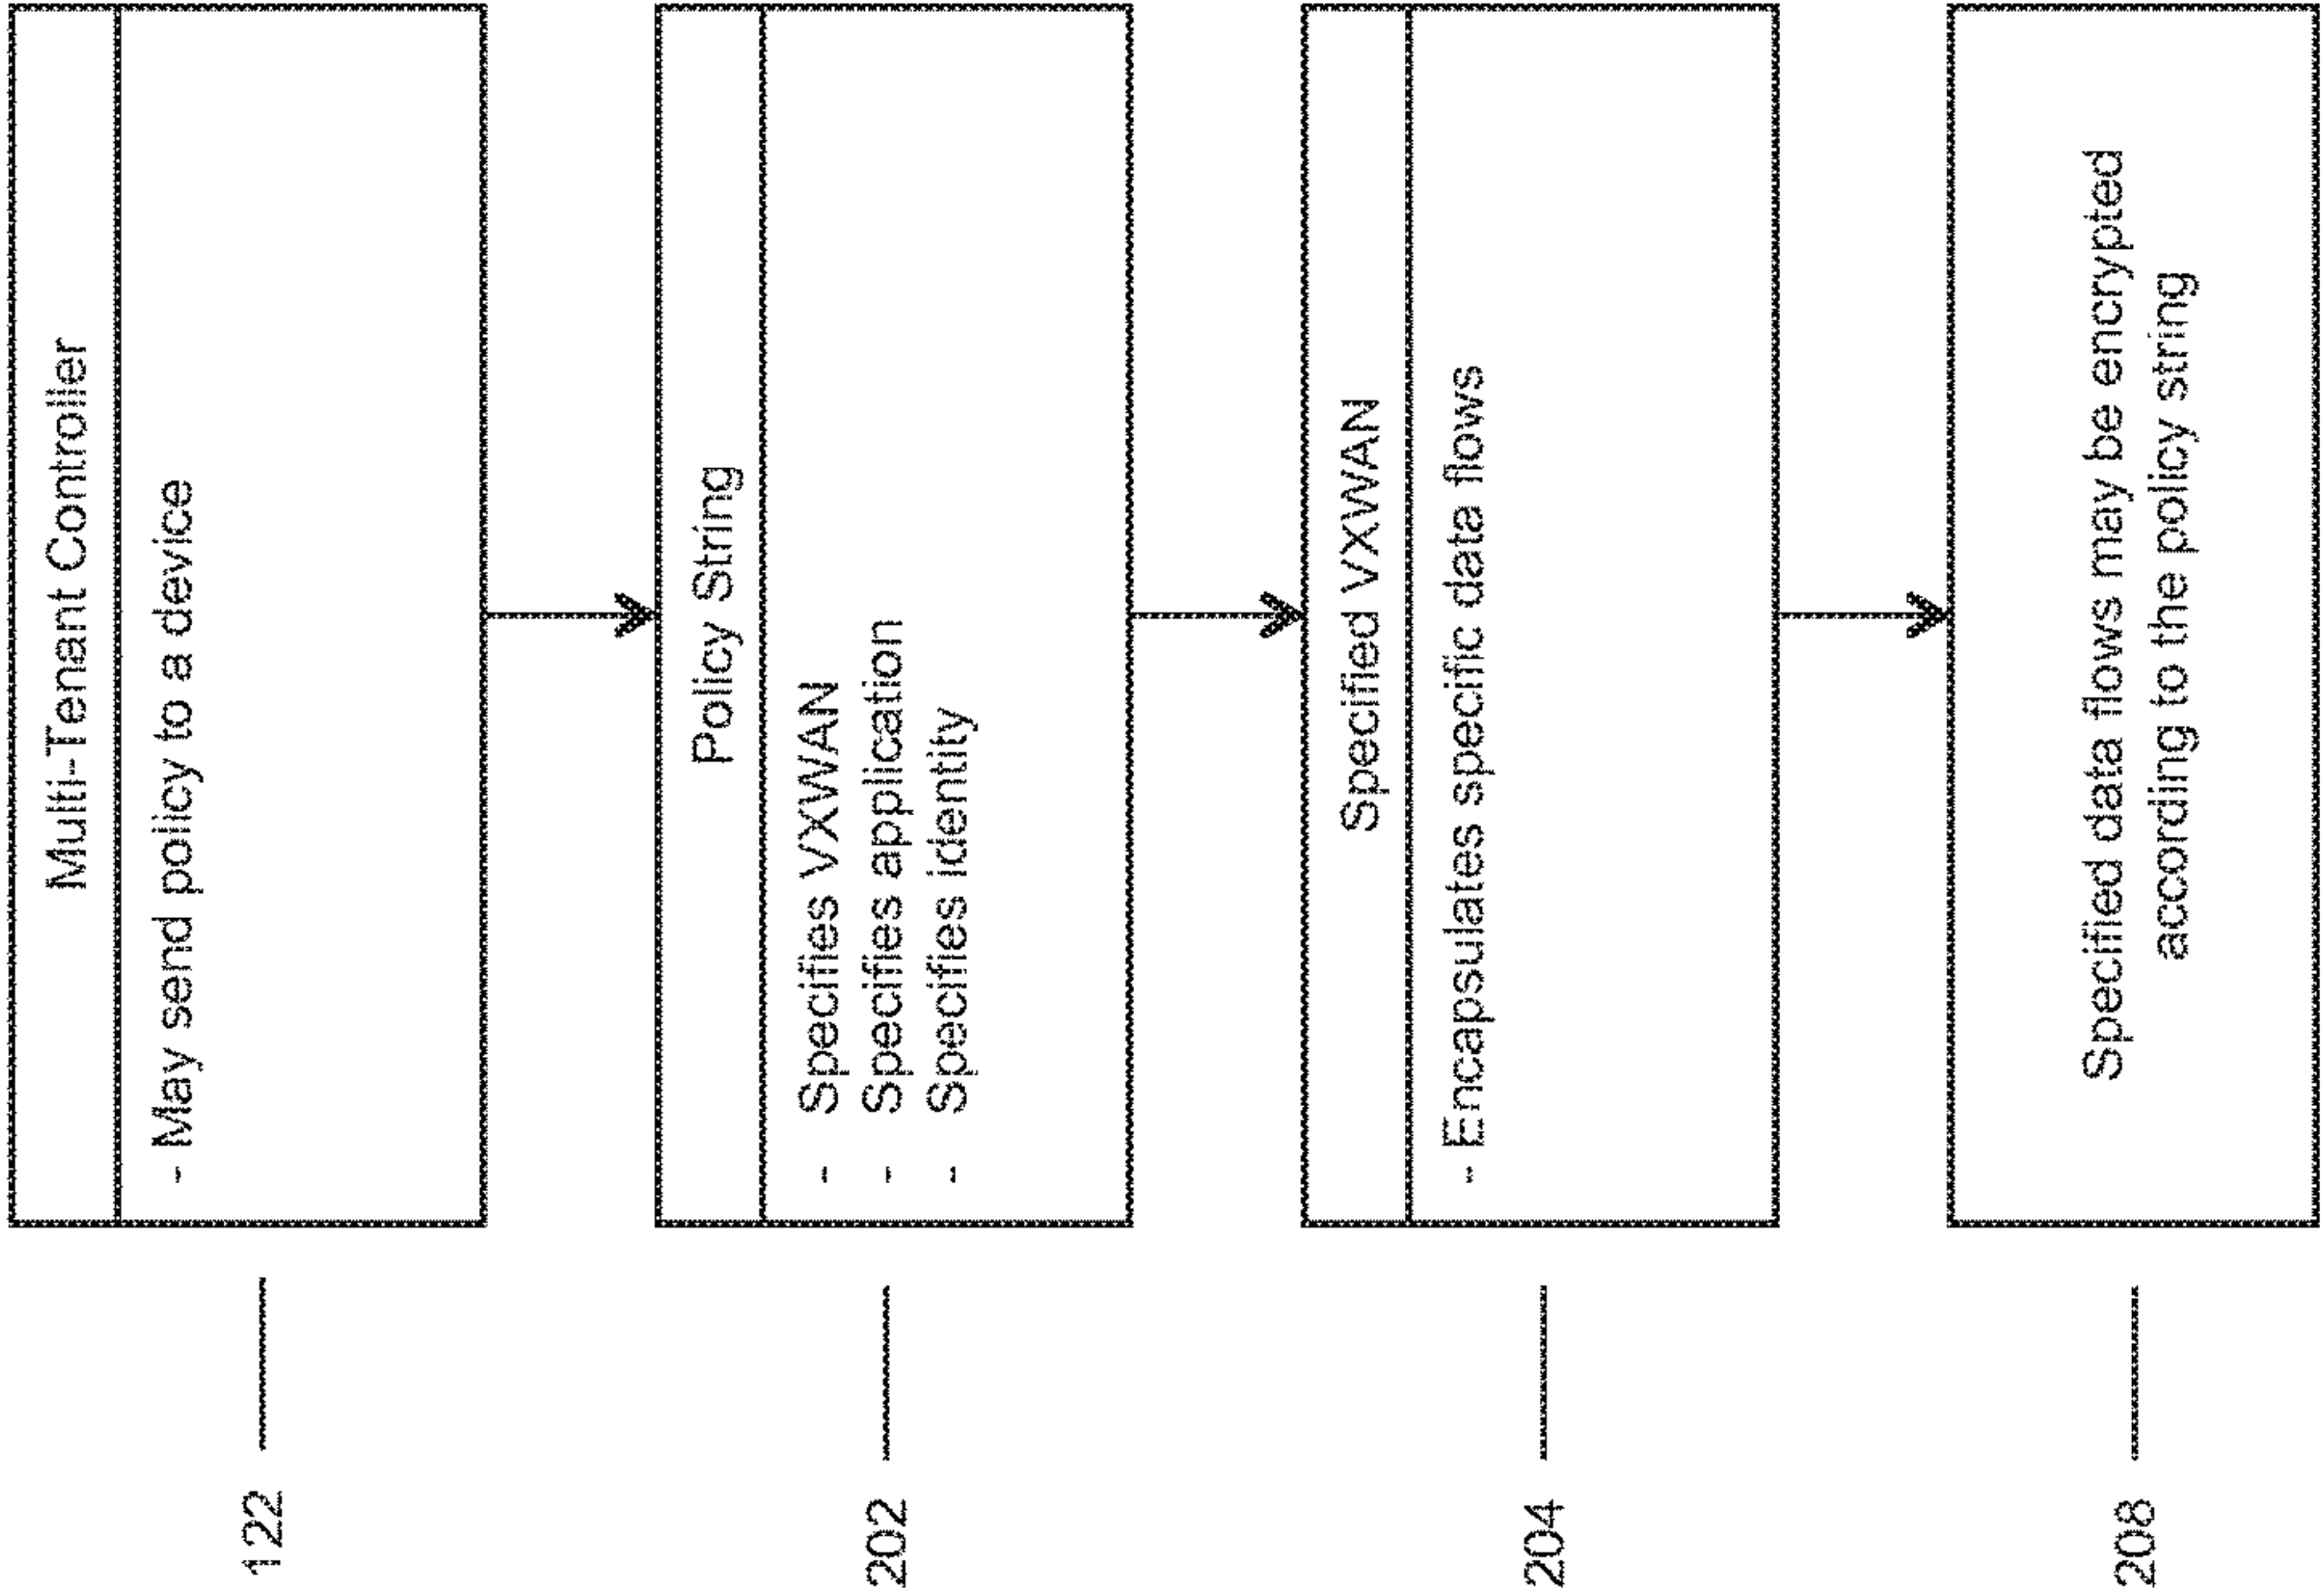 Multi-Tenant Controller
- May send policy to a device
122
Policy String
- Specifies VXWAN
- Specifies application
- Specifies identity
202
Specified VXWAN
- Encapsulates specific data flows
204
Specified data flows may be encrypted
according to the policy string
208